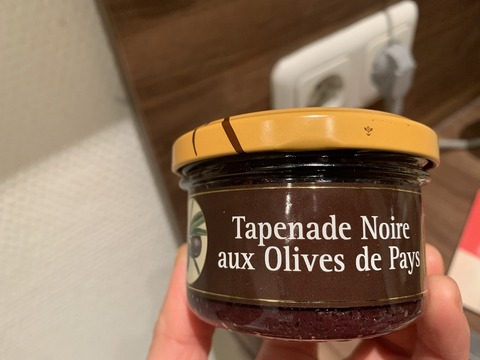 Tapenade Noire
aux Olives de Pays